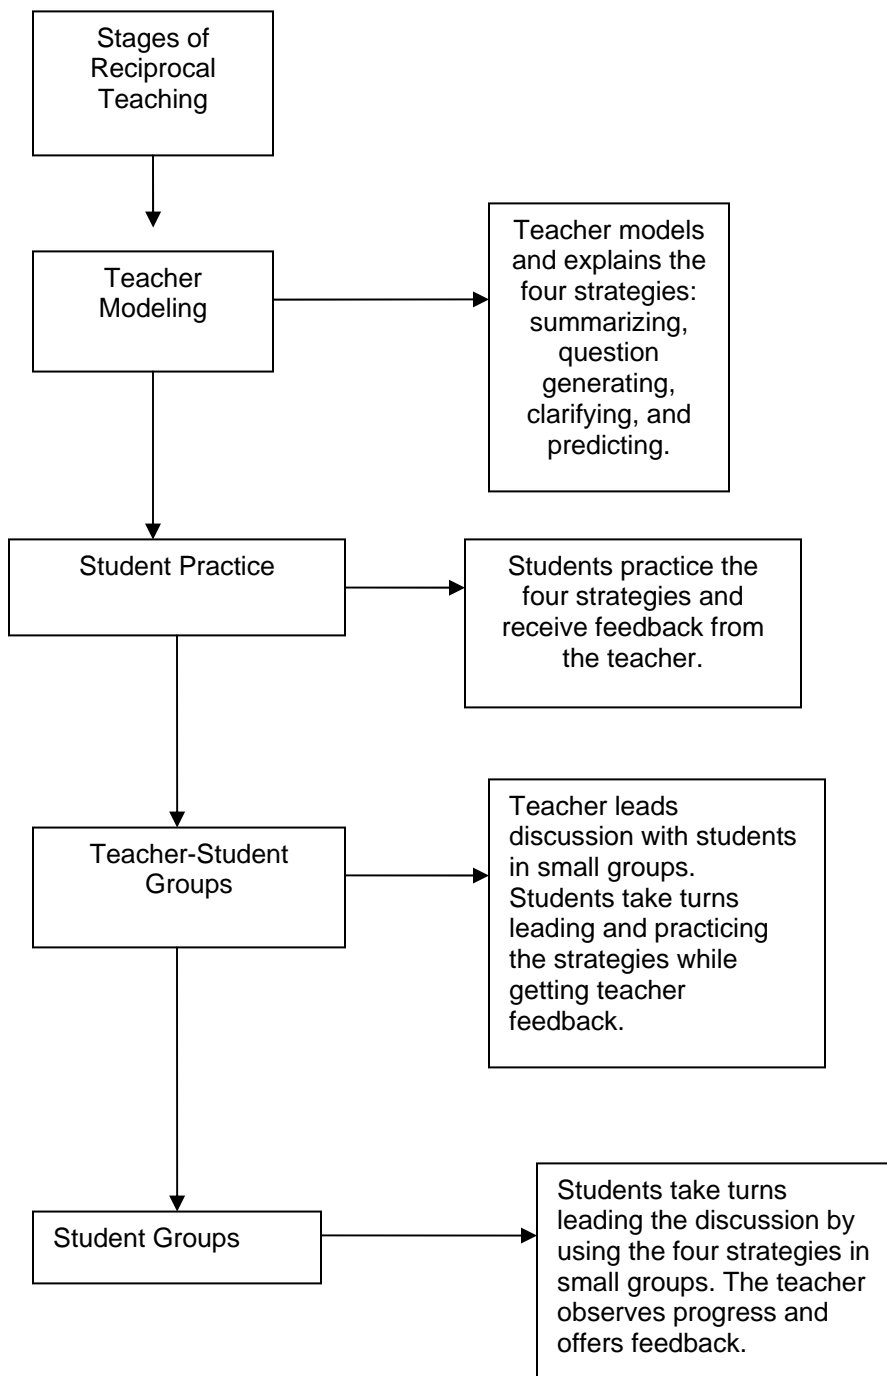 Stages of
Reciprocal
Teaching
Teacher
Modeling
Teacher models
and explains the
four strategies:
summarizing,
question
generating,
clarifying, and
predicting.
Student Practice
Students practice the
four strategies and
receive feedback from
the teacher.
Teacher-Student
Groups
Teacher leads
discussion with students
in small groups.
Students take turns
leading and practicing
the strategies while
getting teacher
feedback.
Student Groups
Students take turns
leading the discussion by
using the four strategies in
small groups. The teacher
observes progress and
offers feedback.